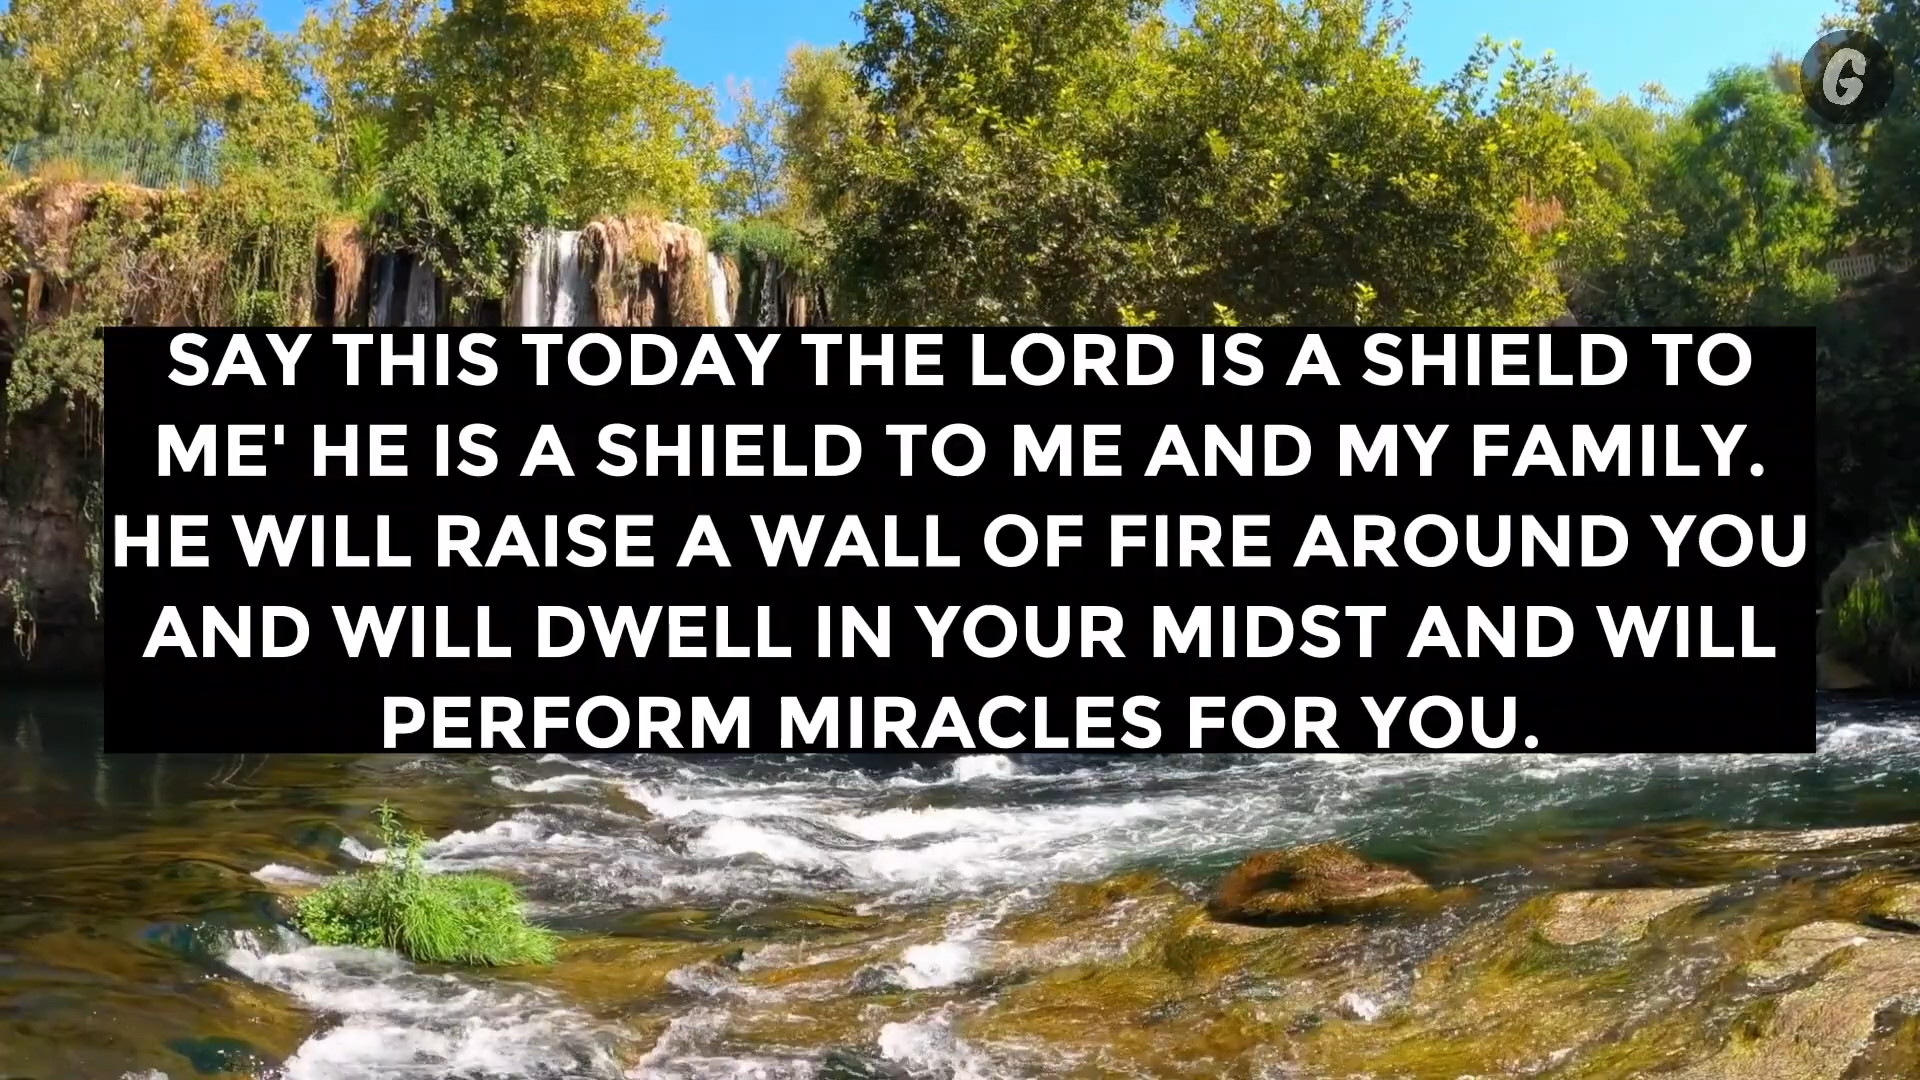 G
SAY THIS TODAY THE LORD IS A SHIELD TO
ME' HE IS A SHIELD TO ME AND MY FAMILY.
HE WILL RAISE A WALL OF FIRE AROUND YOU
AND WILL DWELL IN YOUR MIDST AND WILL
PERFORM MIRACLES FOR YOU.